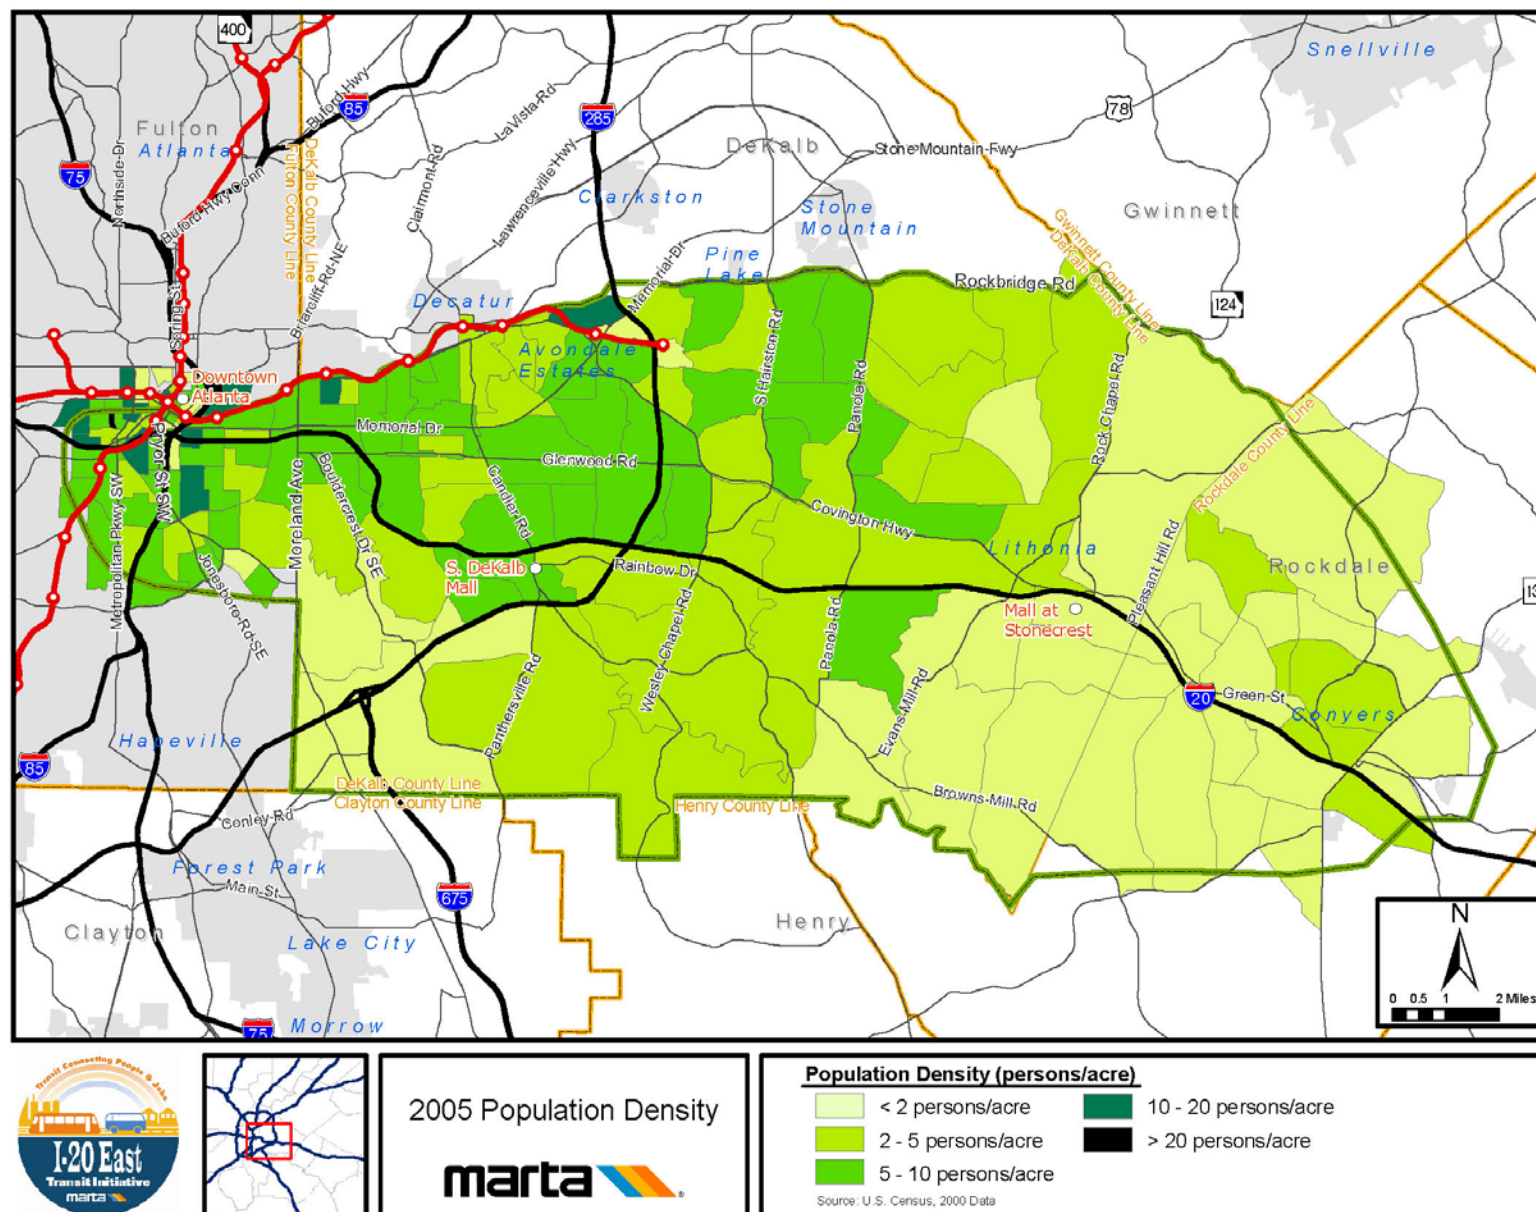 400
Snellville
Fulton
Atlanta
Buford Hwy
85
LaVista Rd
285
78
DeKalb
Stone Mountain Fwy
75
Northside Dr
DeKalb County Line
Fulton County Line
Buford Hwy Conn
Clairmont Rd
Lawrenceville Hwy
Clarkston
Stone
Mountain
Gwinnett
Gwinnett County Line
DeKalb County Line
Pine
Lake
Memorial Dr
Rockbridge Rd
Briarcliff Rd NE
Decatur
Spring St
124
Avondale
Estates
S Hairston Rd
Panola Rd
Rock Chapel Rd
Downtown
Atlanta
Memorial Dr
Glenwood Rd
Rockdale County Line
Pryor St SW
Metropolitan Pkwy SW
Moreland Ave
Bouldercrest Dr SE
Candler Rd
Covington Hwy
Lithonia
Pleasant Hill Rd
Rockdale
Jonesboro Rd SE
S. DeKalb
Mall
Rainbow Dr
Mall at
Stonecrest
13
Panthersville Rd
Wesley Chapel Rd
Panola Rd
Evans Mill Rd
20
Green St
Conyers
Hapeville
85
DeKalb County Line
Clayton County Line
Henry County Line
Browns Mill Rd
Conley Rd
Forest Park
Main St
675
Clayton
Lake City
Henry
Morrow
75
N
0 0.5 1 2 Miles
Transit Connecting People & Jobs
I-20 East
Transit Initiative
marta
2005 Population Density
marta
Population Density (persons/acre)
< 2 persons/acre
2 - 5 persons/acre
5 - 10 persons/acre
10 - 20 persons/acre
> 20 persons/acre
Source: U.S. Census, 2000 Data